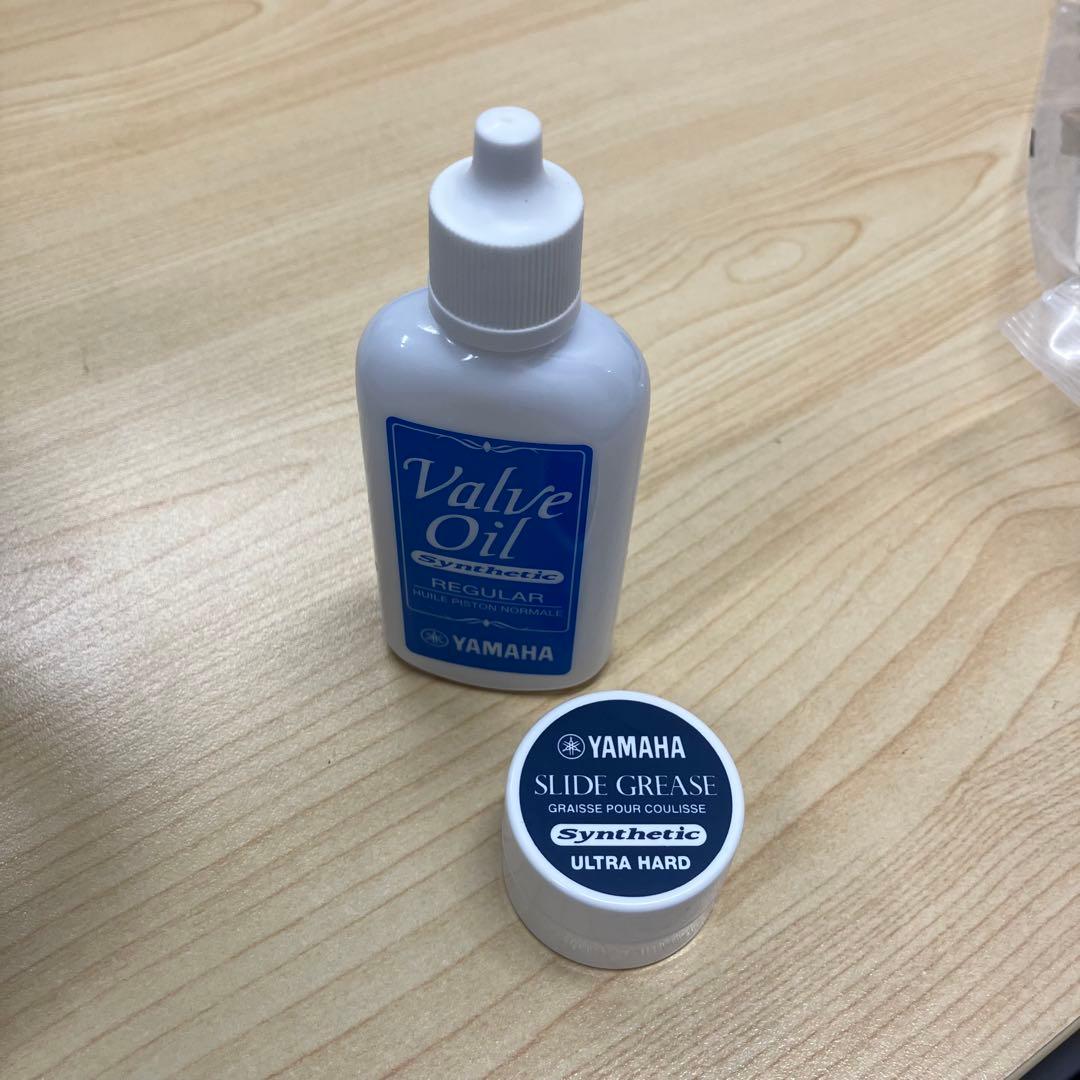 Valve
Oil
Synthetic
REGULAR
HUILE PISTON NORMALE
YAMAHA
YAMAHA
SLIDE GREASE
GRAISSE POUR COULISSE
Synthetic
ULTRA HARD